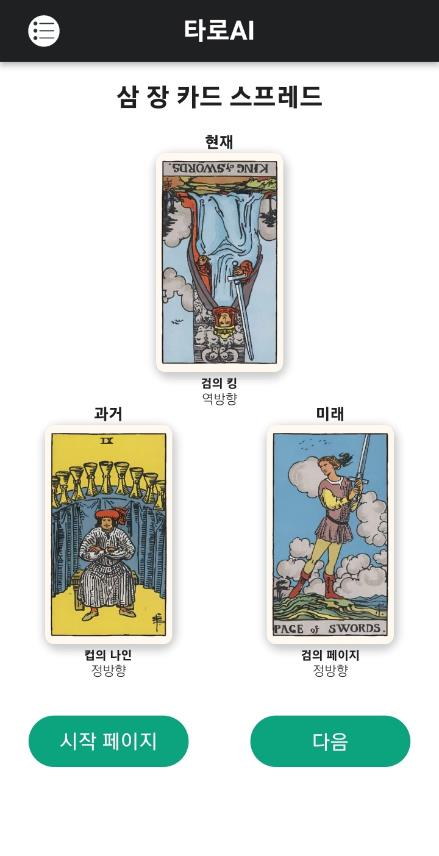 타로AI
삼 장 카드 스프레드
현재
KING of SWORDS.
검의 킹
역방향
과거
미래
IX
PAGE of SWORDS.
컵의 나인
정방향
검의 페이지
정방향
시작 페이지
다음